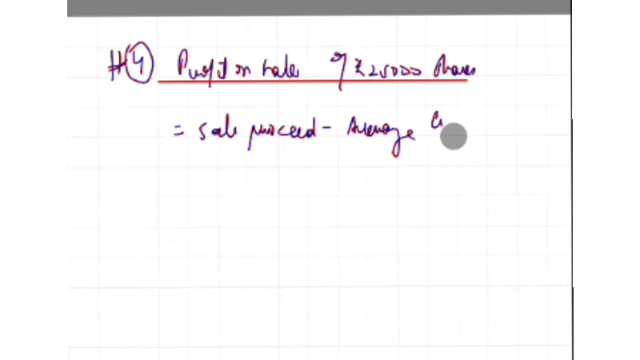 #④ Profit on sale of ₹25000 shares
= Sale proceed - Average